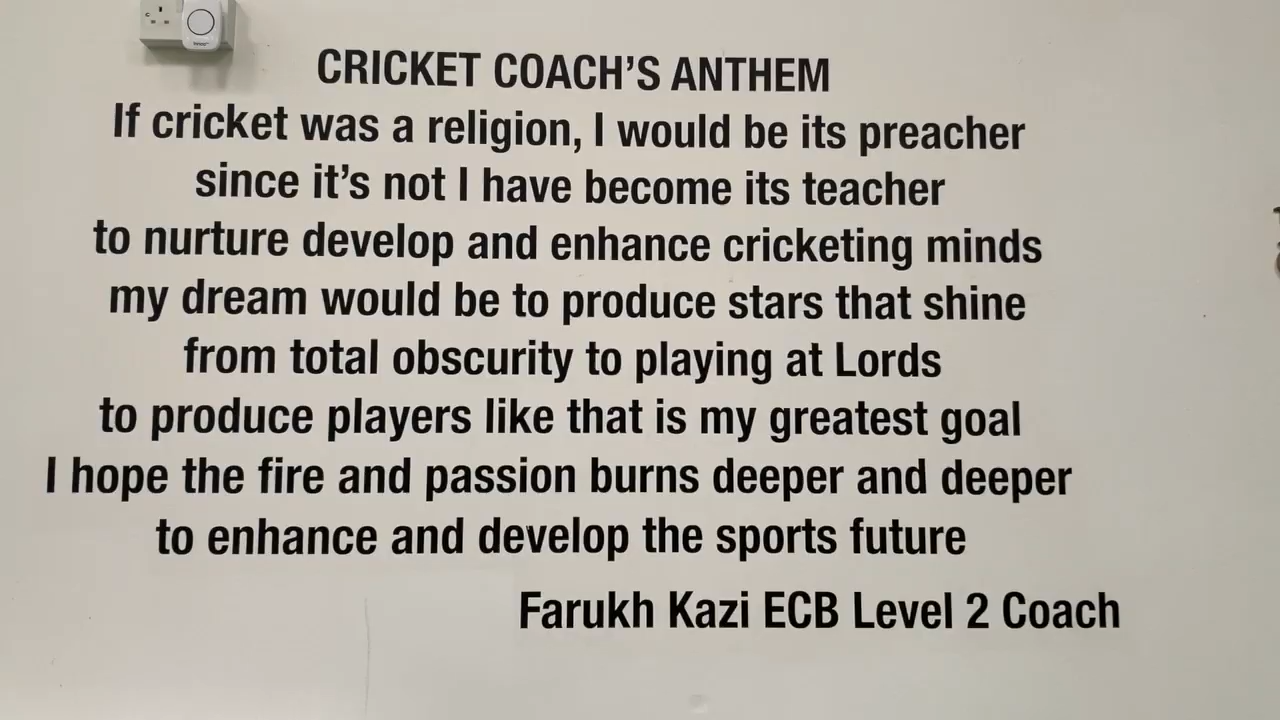 CRICKET COACH'S ANTHEM
If cricket was a religion, I would be its preacher
since it's not I have become its teacher
to nurture develop and enhance cricketing minds
my dream would be to produce stars that shine
from total obscurity to playing at Lords
to produce players like that is my greatest goal
I hope the fire and passion burns deeper and deeper
to enhance and develop the sports future
Farukh Kazi ECB Level 2 Coach